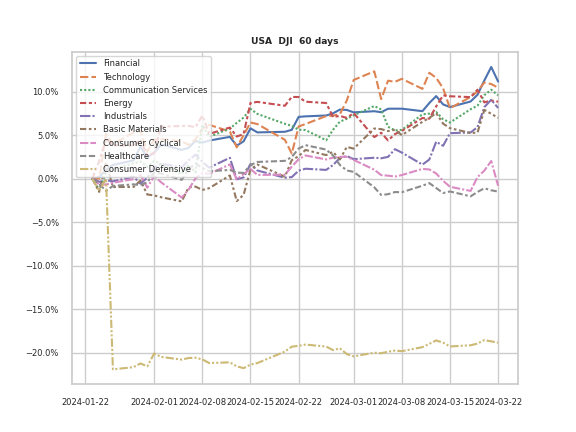 USA DJI 60 days
Financial
Technology
Communication Services
Energy
Industrials
Basic Materials
Consumer Cyclical
Healthcare
Consumer Defensive
10.0%
5.0%
0.0%
−5.0%
−10.0%
−15.0%
−20.0%
2024-01-22 2024-02-01 2024-02-08 2024-02-15 2024-02-22 2024-03-01 2024-03-08 2024-03-15 2024-03-22